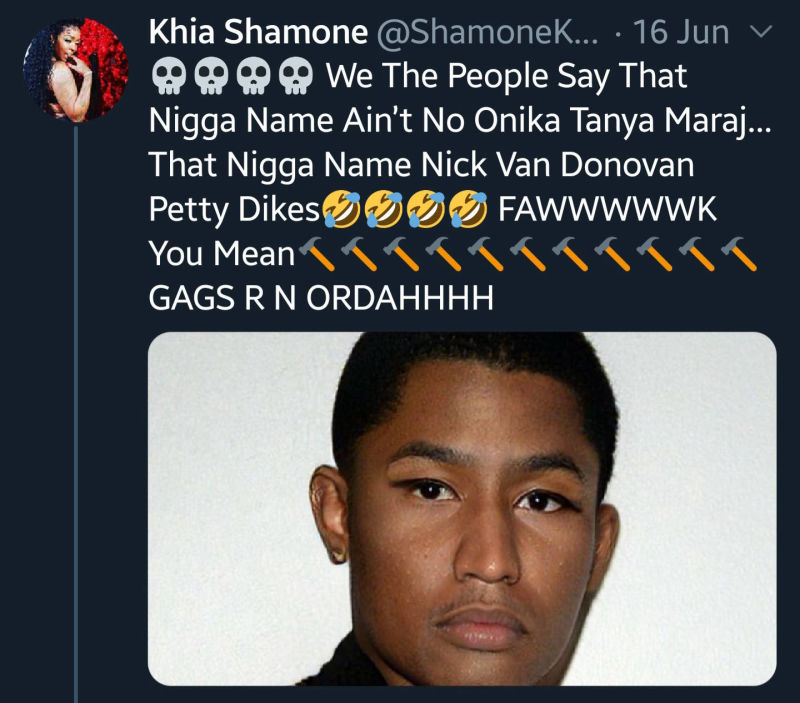 Khia Shamone @ShamoneK... · 16 Jun
💀💀💀💀 We The People Say That
Nigga Name Ain't No Onika Tanya Maraj...
That Nigga Name Nick Van Donovan
Petty Dikes🤣🤣🤣🤣 FAWWWWWK
You Mean🔨🔨🔨🔨🔨🔨🔨🔨🔨🔨🔨
GAGS R N ORDAHHHH